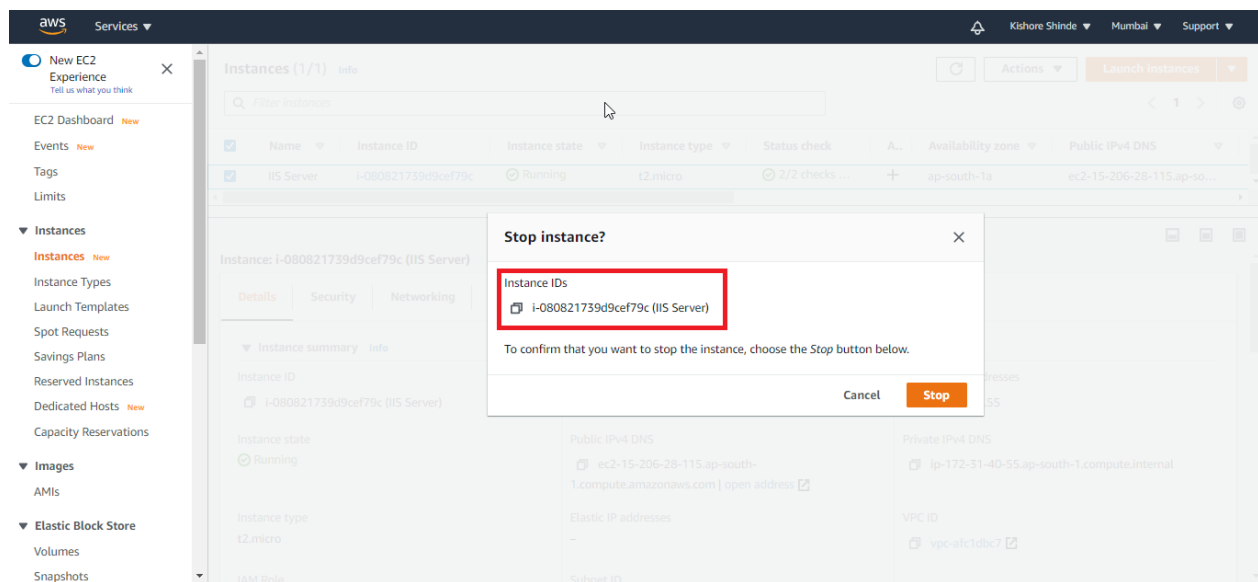 aws Services Kishore Shinde Mumbai Support
New EC2
Experience
Tell us what you think
EC2 Dashboard New
Events New
Tags
Limits
Instances
Instances New
Instance Types
Launch Templates
Spot Requests
Savings Plans
Reserved Instances
Dedicated Hosts New
Capacity Reservations
Images
AMIs
Elastic Block Store
Volumes
Snapshots
Instances (1/1) Info
Actions Launch Instances
Filter instances
1
Name Instance ID Instance state Instance type Status check A... Availability zone Public IPv4 DNS
IIS Server i-080821739d9cef79c Running t2.micro 2/2 checks ... ap-south-1a ec2-15-206-28-115.ap-so...
Instance: i-080821739d9cef79c (IIS Server)
Details Security Networking
Instance summary Info
Instance ID
i-080821739d9cef79c (IIS Server)
.55
Instance state Public IPv4 DNS Private IPv4 DNS
Running ec2-15-206-28-115.ap-south- ip-172-31-40-55.ap-south-1.compute.internal
1.compute.amazonaws.com | open address
Instance type Elastic IP addresses VPC ID
t2.micro – vpc-afc1dbc7
IAM Role Subnet ID
Stop instance?
Instance IDs
i-080821739d9cef79c (IIS Server)
To confirm that you want to stop the instance, choose the Stop button below.
Cancel Stop